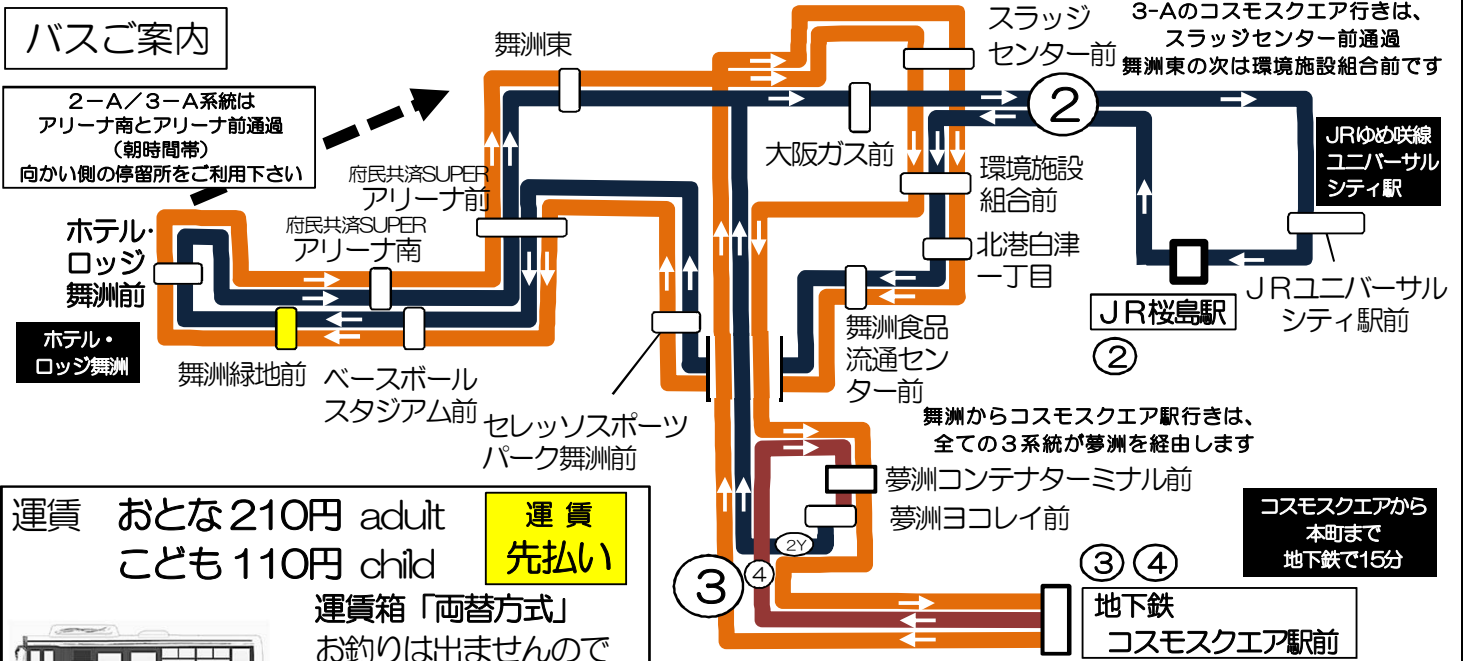 バスご案内
2-A/3-A系統は
アリーナ南とアリーナ前通過
(朝時間帯)
向かい側の停留所をご利用下さい
舞洲東
スラッジ
センター前
3-Aのコスモスクエア行きは、
スラッジセンター前通過
舞洲東の次は環境施設組合前です
②
大阪ガス前
JRゆめ咲線
ユニバーサル
シティ駅
府民共済SUPER
アリーナ前
環境施設
組合前
ホテル・
ロッジ
舞洲前
府民共済SUPER
アリーナ南
北港白津
一丁目
JRユニバーサル
シティ駅前
JR桜島駅
②
ホテル・
ロッジ舞洲
舞洲緑地前
ベースボール
スタジアム前
セレッソスポーツ
パーク舞洲前
舞洲食品
流通セン
ター前
舞洲からコスモスクエア駅行きは、
全ての3系統が夢洲を経由します
夢洲コンテナターミナル前
夢洲ヨコレイ前
2Y
④
③
コスモスクエアから
本町まで
地下鉄で15分
③ ④
地下鉄
コスモスクエア駅前
運賃 おとな210円 adult
こども110円 child
運賃
先払い
運賃箱「両替方式」
お釣りは出ませんので